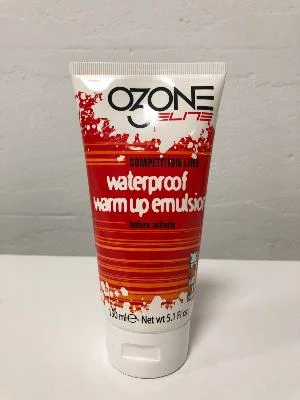 OZONE
ELITE
COMPETITION LINE
waterproof
warm up emulsion
before activity
150 ml e- Net wt 5.1 Fl oz